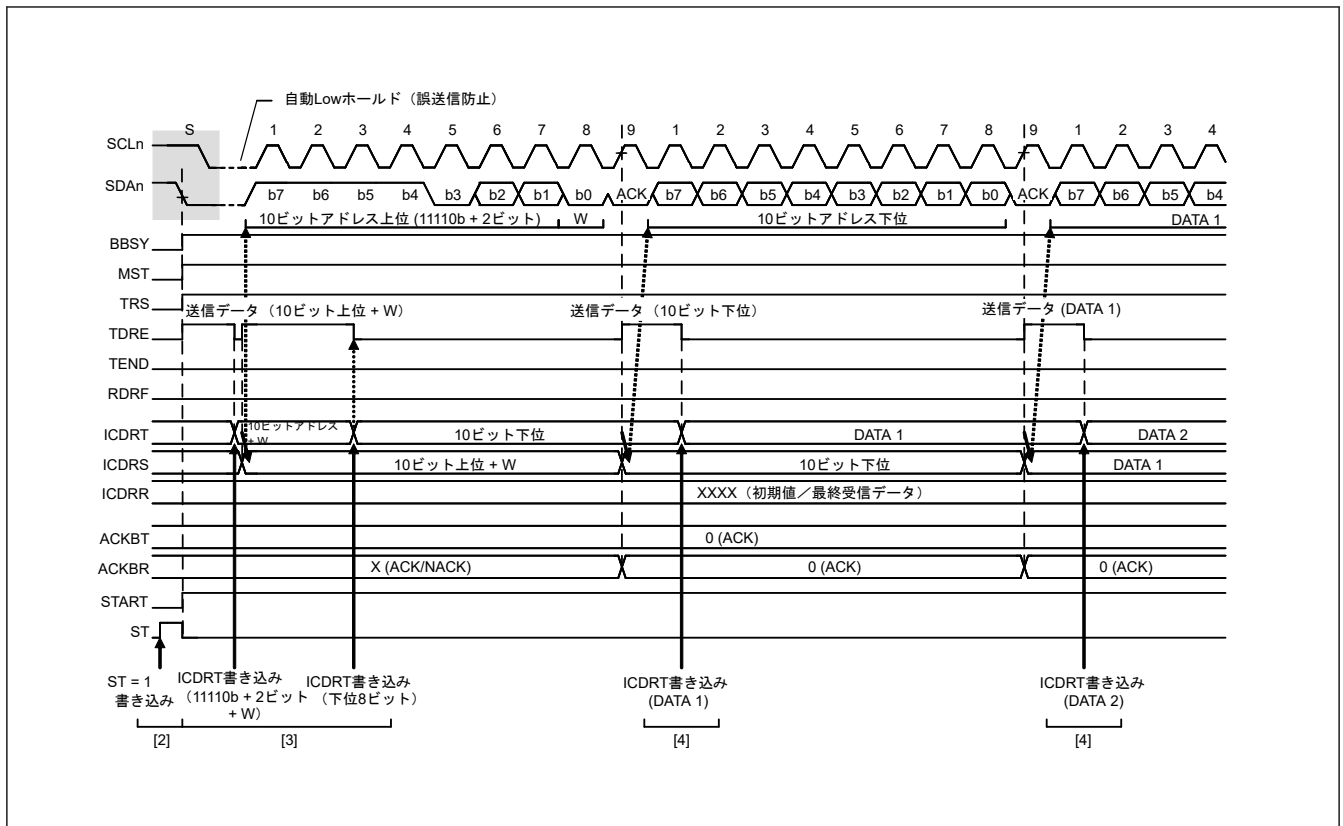 自動Lowホールド（誤送信防止）
S 1 2 3 4 5 6 7 8 9 1 2 3 4 5 6 7 8 9 1 2 3 4
SCLn
SDAn b7 b6 b5 b4 b3 b2 b1 b0 ACK b7 b6 b5 b4 b3 b2 b1 b0 ACK b7 b6 b5 b4
10ビットアドレス上位 (11110b + 2ビット) W 10ビットアドレス下位 DATA 1
BBSY
MST
TRS
送信データ（10ビット上位 + W） 送信データ（10ビット下位） 送信データ (DATA 1)
TDRE
TEND
RDRF
ICDRT 10ビットアドレス + W 10ビット下位 DATA 1 DATA 2
ICDRS 10ビット上位 + W 10ビット下位 DATA 1
ICDRR XXXX（初期値／最終受信データ）
ACKBT 0 (ACK)
ACKBR X (ACK/NACK) 0 (ACK) 0 (ACK)
START
ST
ST = 1
書き込み
ICDRT書き込み
（11110b + 2ビット
+ W）
ICDRT書き込み
（下位8ビット）
ICDRT書き込み
(DATA 1)
ICDRT書き込み
(DATA 2)
[2] [3] [4] [4]